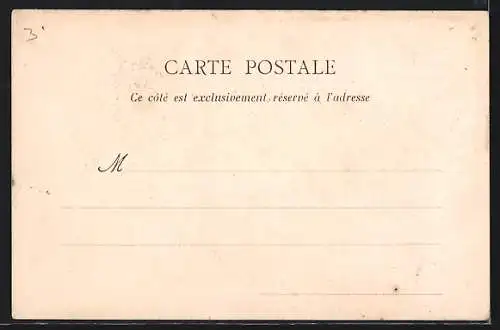 3
CARTE POSTALE
Ce côté est exclusivement réservé à l'adresse
M